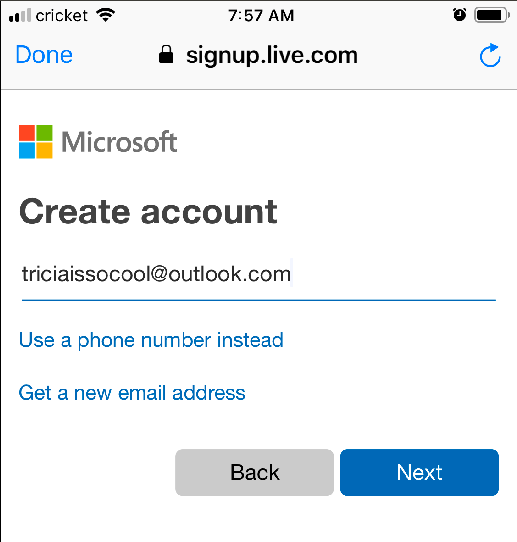 cricket 7:57 AM
Done signup.live.com
Microsoft
Create account
triciaissocool@outlook.com
Use a phone number instead
Get a new email address
Back Next